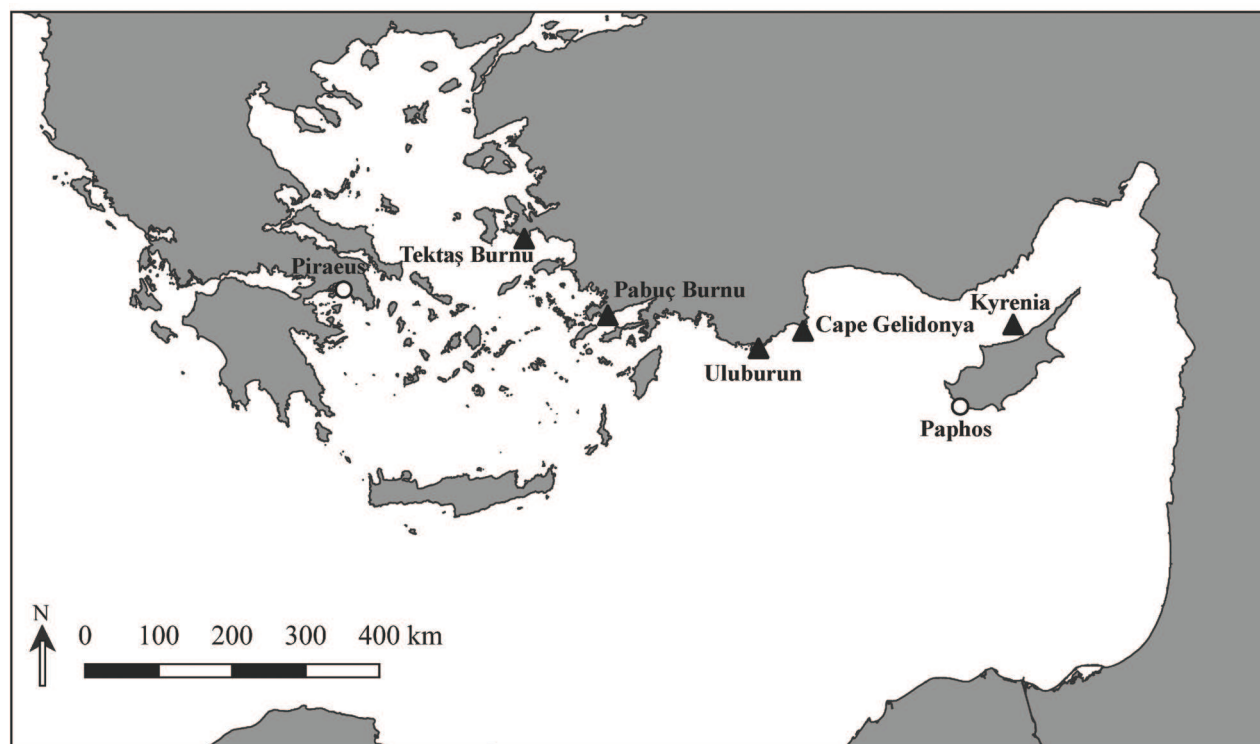 Tektaş Burnu
Piraeus
Pabuç Burnu
Kyrenia
Cape Gelidonya
Uluburun
Paphos
N
0 100 200 300 400 km